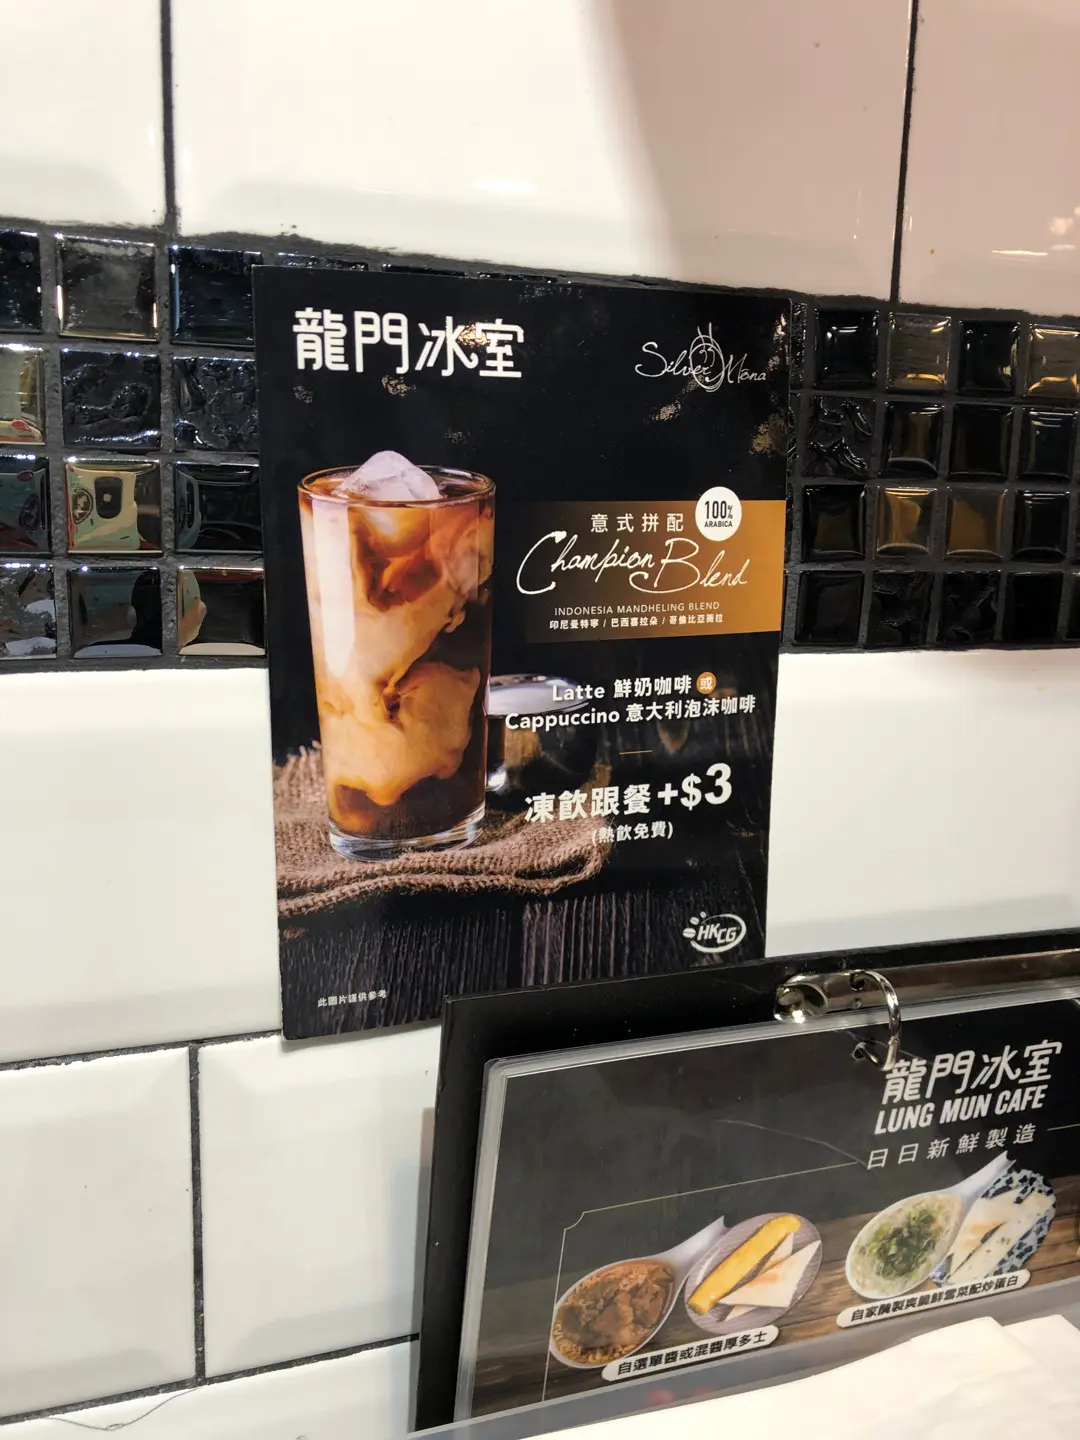 龍門冰室
Silver Mona
意式拼配
100%
ARABICA
Champion Blend
INDONESIA MANDHELING BLEND
印尼曼特寧 / 巴西喜拉朵 / 哥倫比亞薇拉
Latte 鮮奶咖啡 或
Cappuccino 意大利泡沫咖啡
凍飲跟餐 +$3
(熱飲免費)
HKCG
此圖片謹供參考
龍門冰室
LUNG MUN CAFE
日日新鮮製造
自選單醬或混醬厚多士
自家醃製爽脆鮮雪菜配炒蛋白